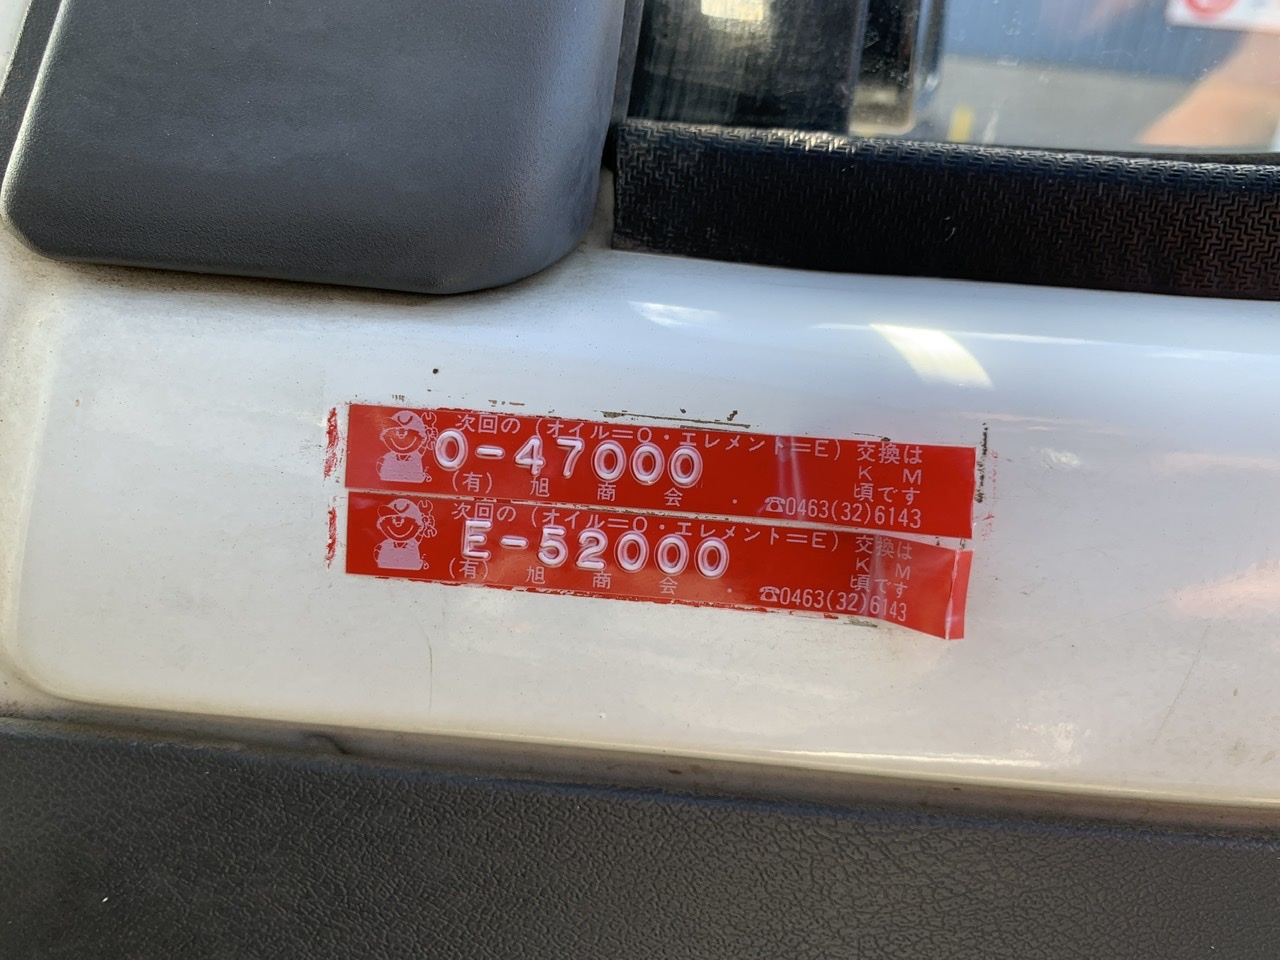 次回の（オイル＝O・エレメント＝E）交換は
O-47000 KM
頃です
（有）旭商会．☎0463(32)6143
次回の（オイル＝O・エレメント＝E）交換は
E-52000 KM
頃です
（有）旭商会．☎0463(32)6143